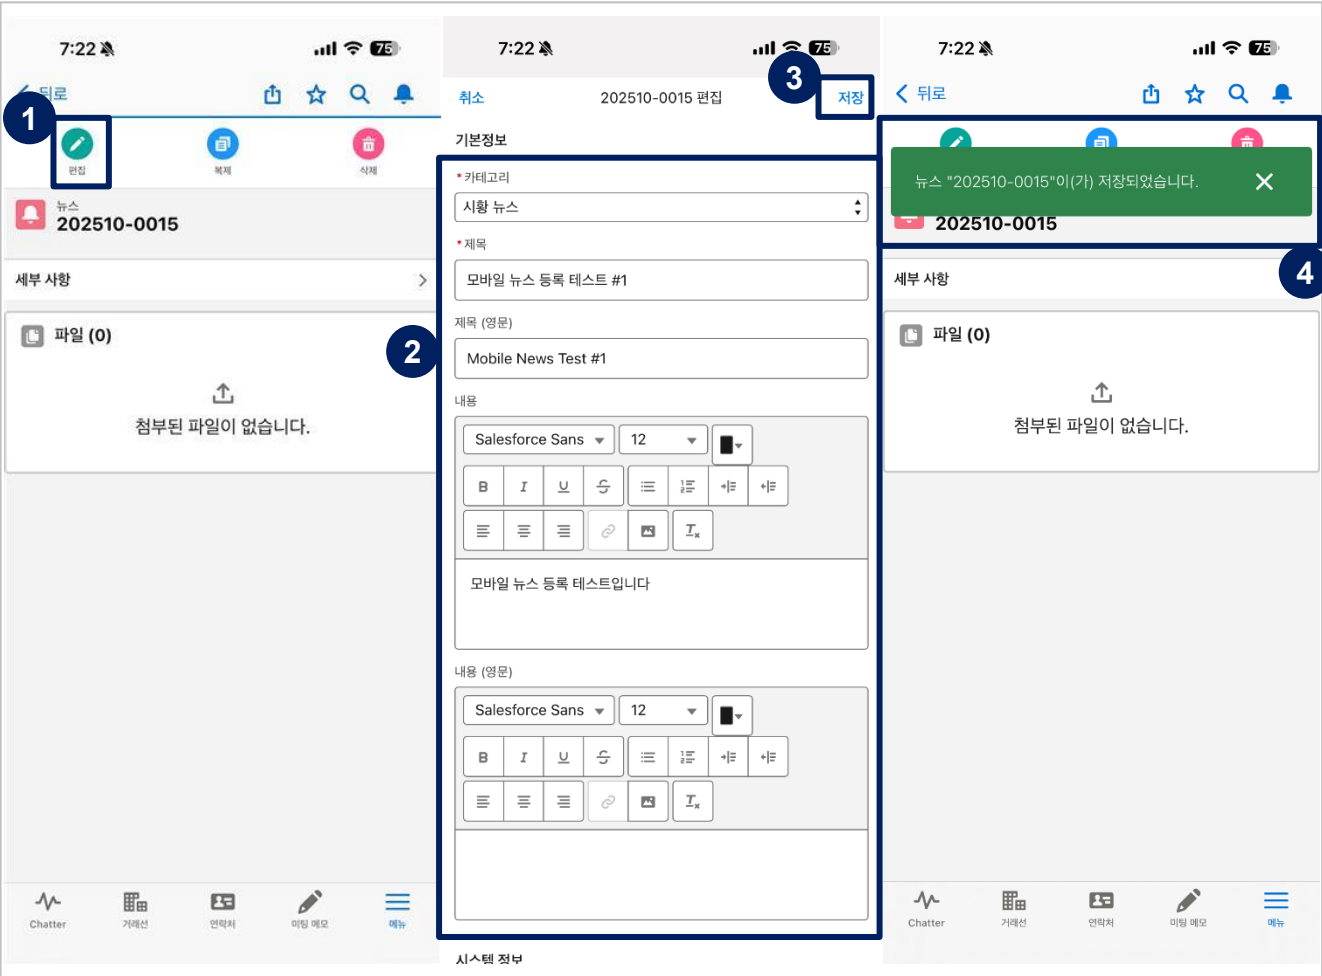 7:22
75
뒤로
1
편집
복제
삭제
뉴스
202510-0015
세부 사항
파일 (0)
첨부된 파일이 없습니다.
Chatter
거래선
연락처
미팅 메모
메뉴
7:22
75
3
취소
202510-0015 편집
저장
기본정보
2
*카테고리
시황 뉴스
*제목
모바일 뉴스 등록 테스트 #1
제목 (영문)
Mobile News Test #1
내용
Salesforce Sans
12
B I U S
모바일 뉴스 등록 테스트입니다
내용 (영문)
Salesforce Sans
12
B I U S
시스템 정보
7:22
75
뒤로
뉴스 "202510-0015"이(가) 저장되었습니다.
202510-0015
4
세부 사항
파일 (0)
첨부된 파일이 없습니다.
Chatter
거래선
연락처
미팅 메모
메뉴